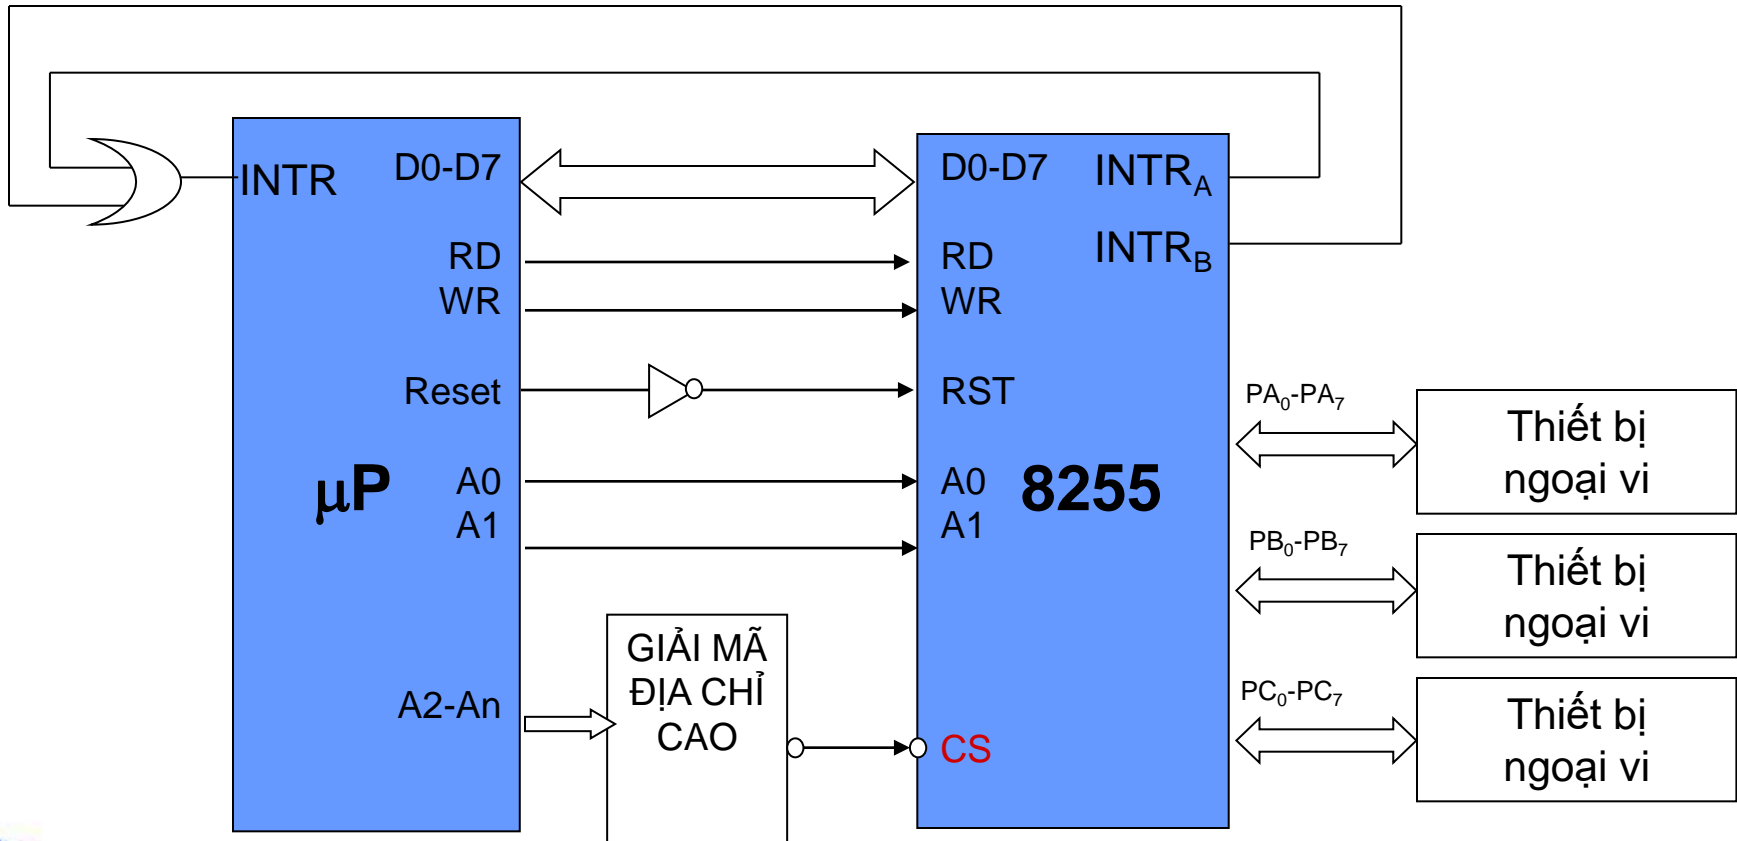 INTR
D0-D7
RD
WR
Reset
μP
A0
A1
A2-An
GIẢI MÃ
ĐỊA CHỈ
CAO
D0-D7
INTRA
INTRB
RD
WR
RST
A0
A1
8255
CS
PA0-PA7
Thiết bị
ngoại vi
PB0-PB7
Thiết bị
ngoại vi
PC0-PC7
Thiết bị
ngoại vi